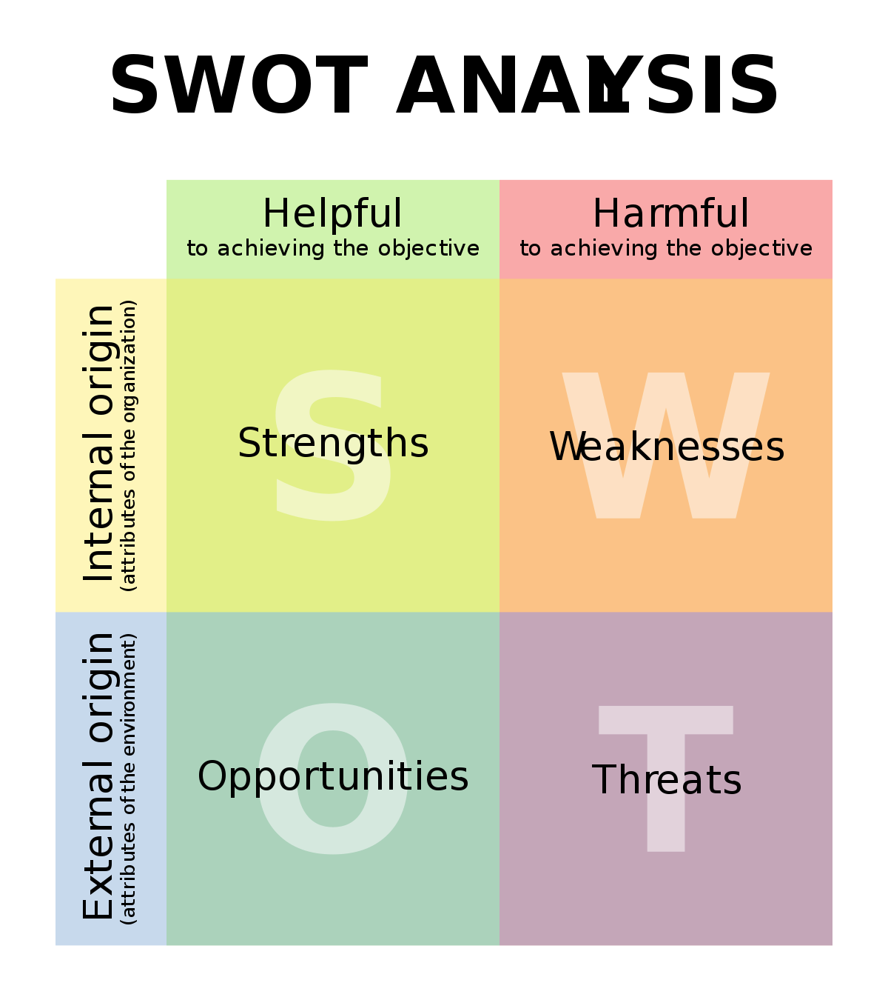 SWOT ANALYSIS
Helpful
to achieving the objective
Harmful
to achieving the objective
Internal origin
(attributes of the organization)
S
Strengths
W
Weaknesses
External origin
(attributes of the environment)
O
Opportunities
T
Threats